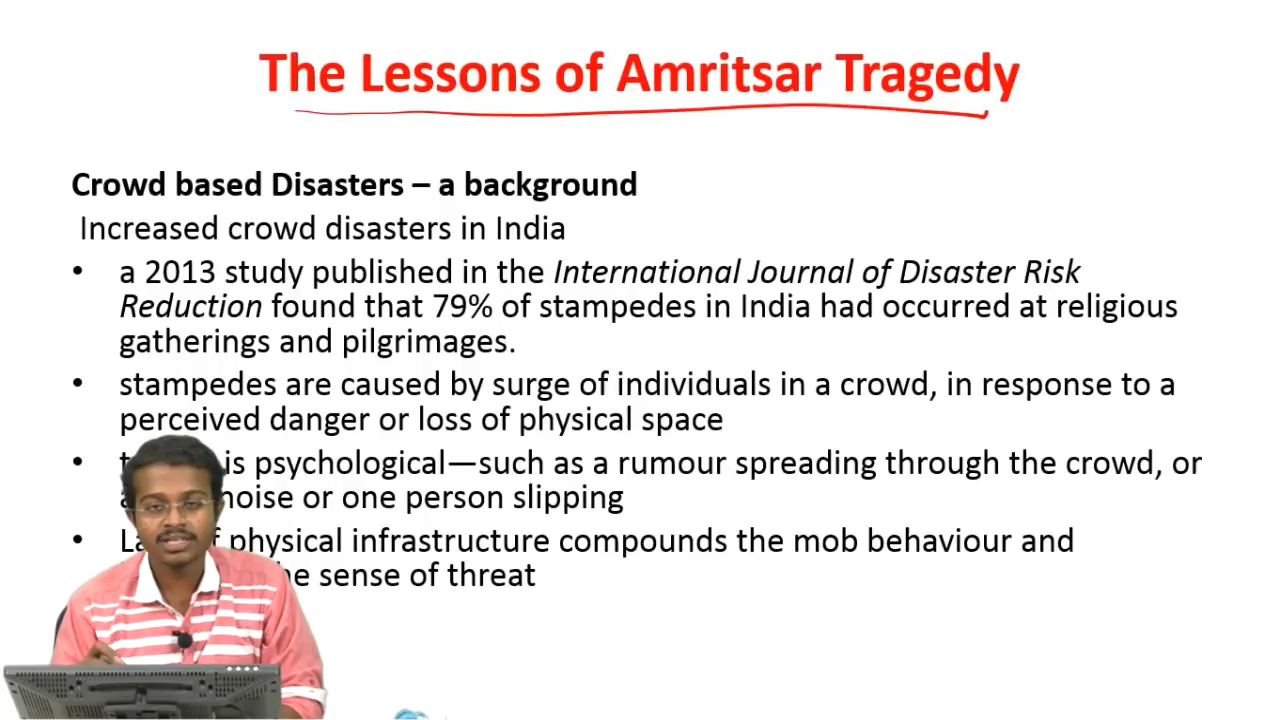 The Lessons of Amritsar Tragedy
Crowd based Disasters – a background
Increased crowd disasters in India
• a 2013 study published in the International Journal of Disaster Risk
Reduction found that 79% of stampedes in India had occurred at religious
gatherings and pilgrimages.
• stampedes are caused by surge of individuals in a crowd, in response to a
perceived danger or loss of physical space
• is psychological—such as a rumour spreading through the crowd, or
noise or one person slipping
• physical infrastructure compounds the mob behaviour and
sense of threat